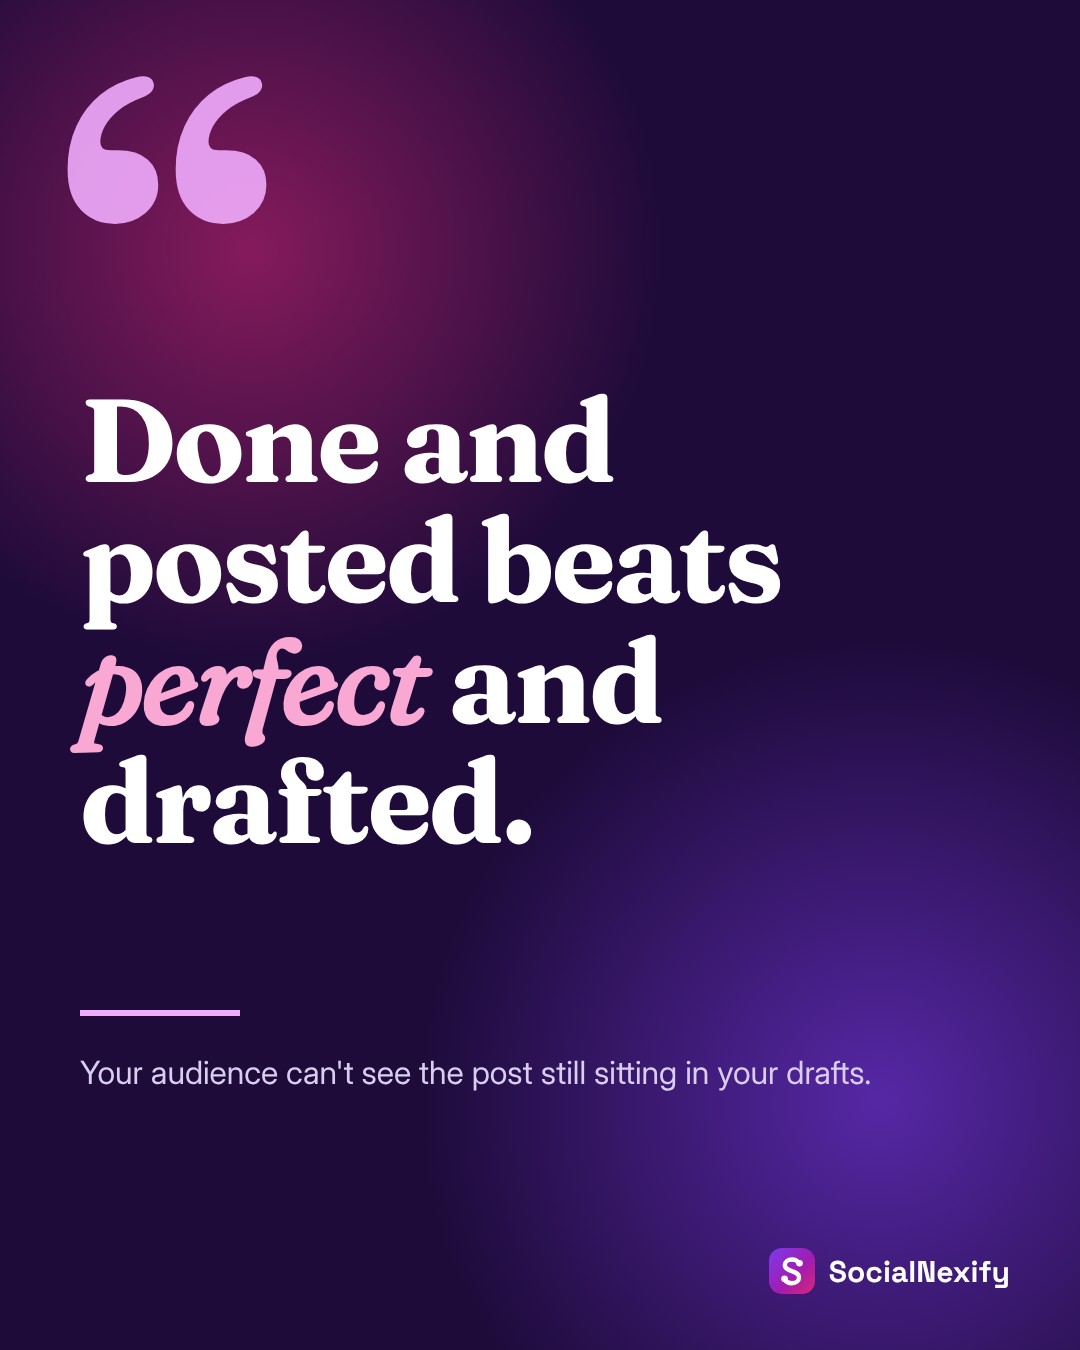 “
Done and
posted beats
perfect and
drafted.
Your audience can't see the post still sitting in your drafts.
S SocialNexify